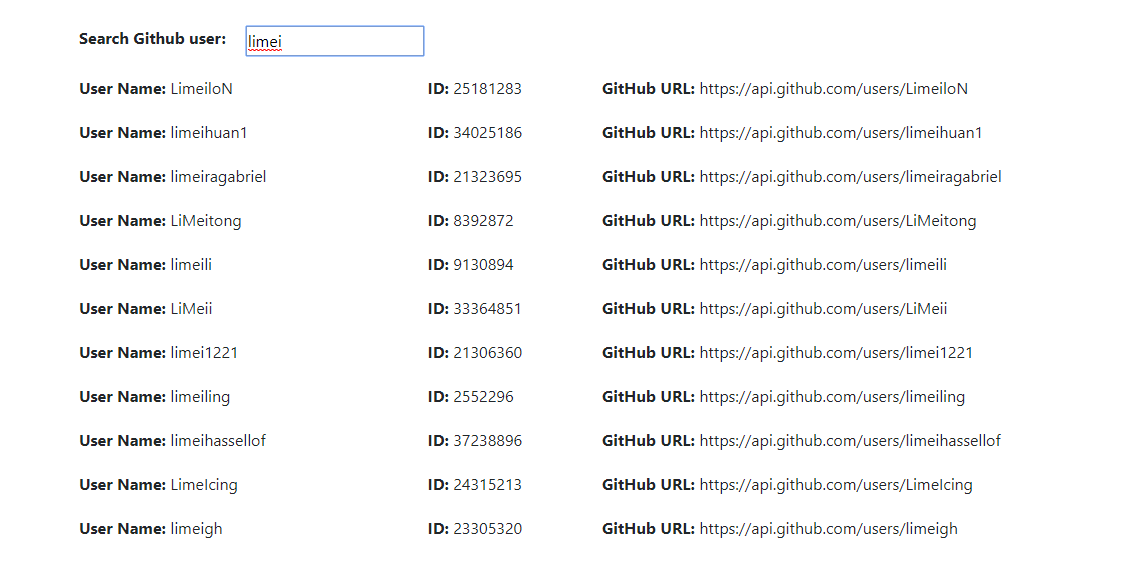 Search Github user: limei
User Name: LimeiloN ID: 25181283 GitHub URL: https://api.github.com/users/LimeiloN
User Name: limeihuan1 ID: 34025186 GitHub URL: https://api.github.com/users/limeihuan1
User Name: limeiragabriel ID: 21323695 GitHub URL: https://api.github.com/users/limeiragabriel
User Name: LiMeitong ID: 8392872 GitHub URL: https://api.github.com/users/LiMeitong
User Name: limeili ID: 9130894 GitHub URL: https://api.github.com/users/limeili
User Name: LiMeii ID: 33364851 GitHub URL: https://api.github.com/users/LiMeii
User Name: limei1221 ID: 21306360 GitHub URL: https://api.github.com/users/limei1221
User Name: limeiling ID: 2552296 GitHub URL: https://api.github.com/users/limeiling
User Name: limeihassellof ID: 37238896 GitHub URL: https://api.github.com/users/limeihassellof
User Name: LimeIcing ID: 24315213 GitHub URL: https://api.github.com/users/LimeIcing
User Name: limeigh ID: 23305320 GitHub URL: https://api.github.com/users/limeigh